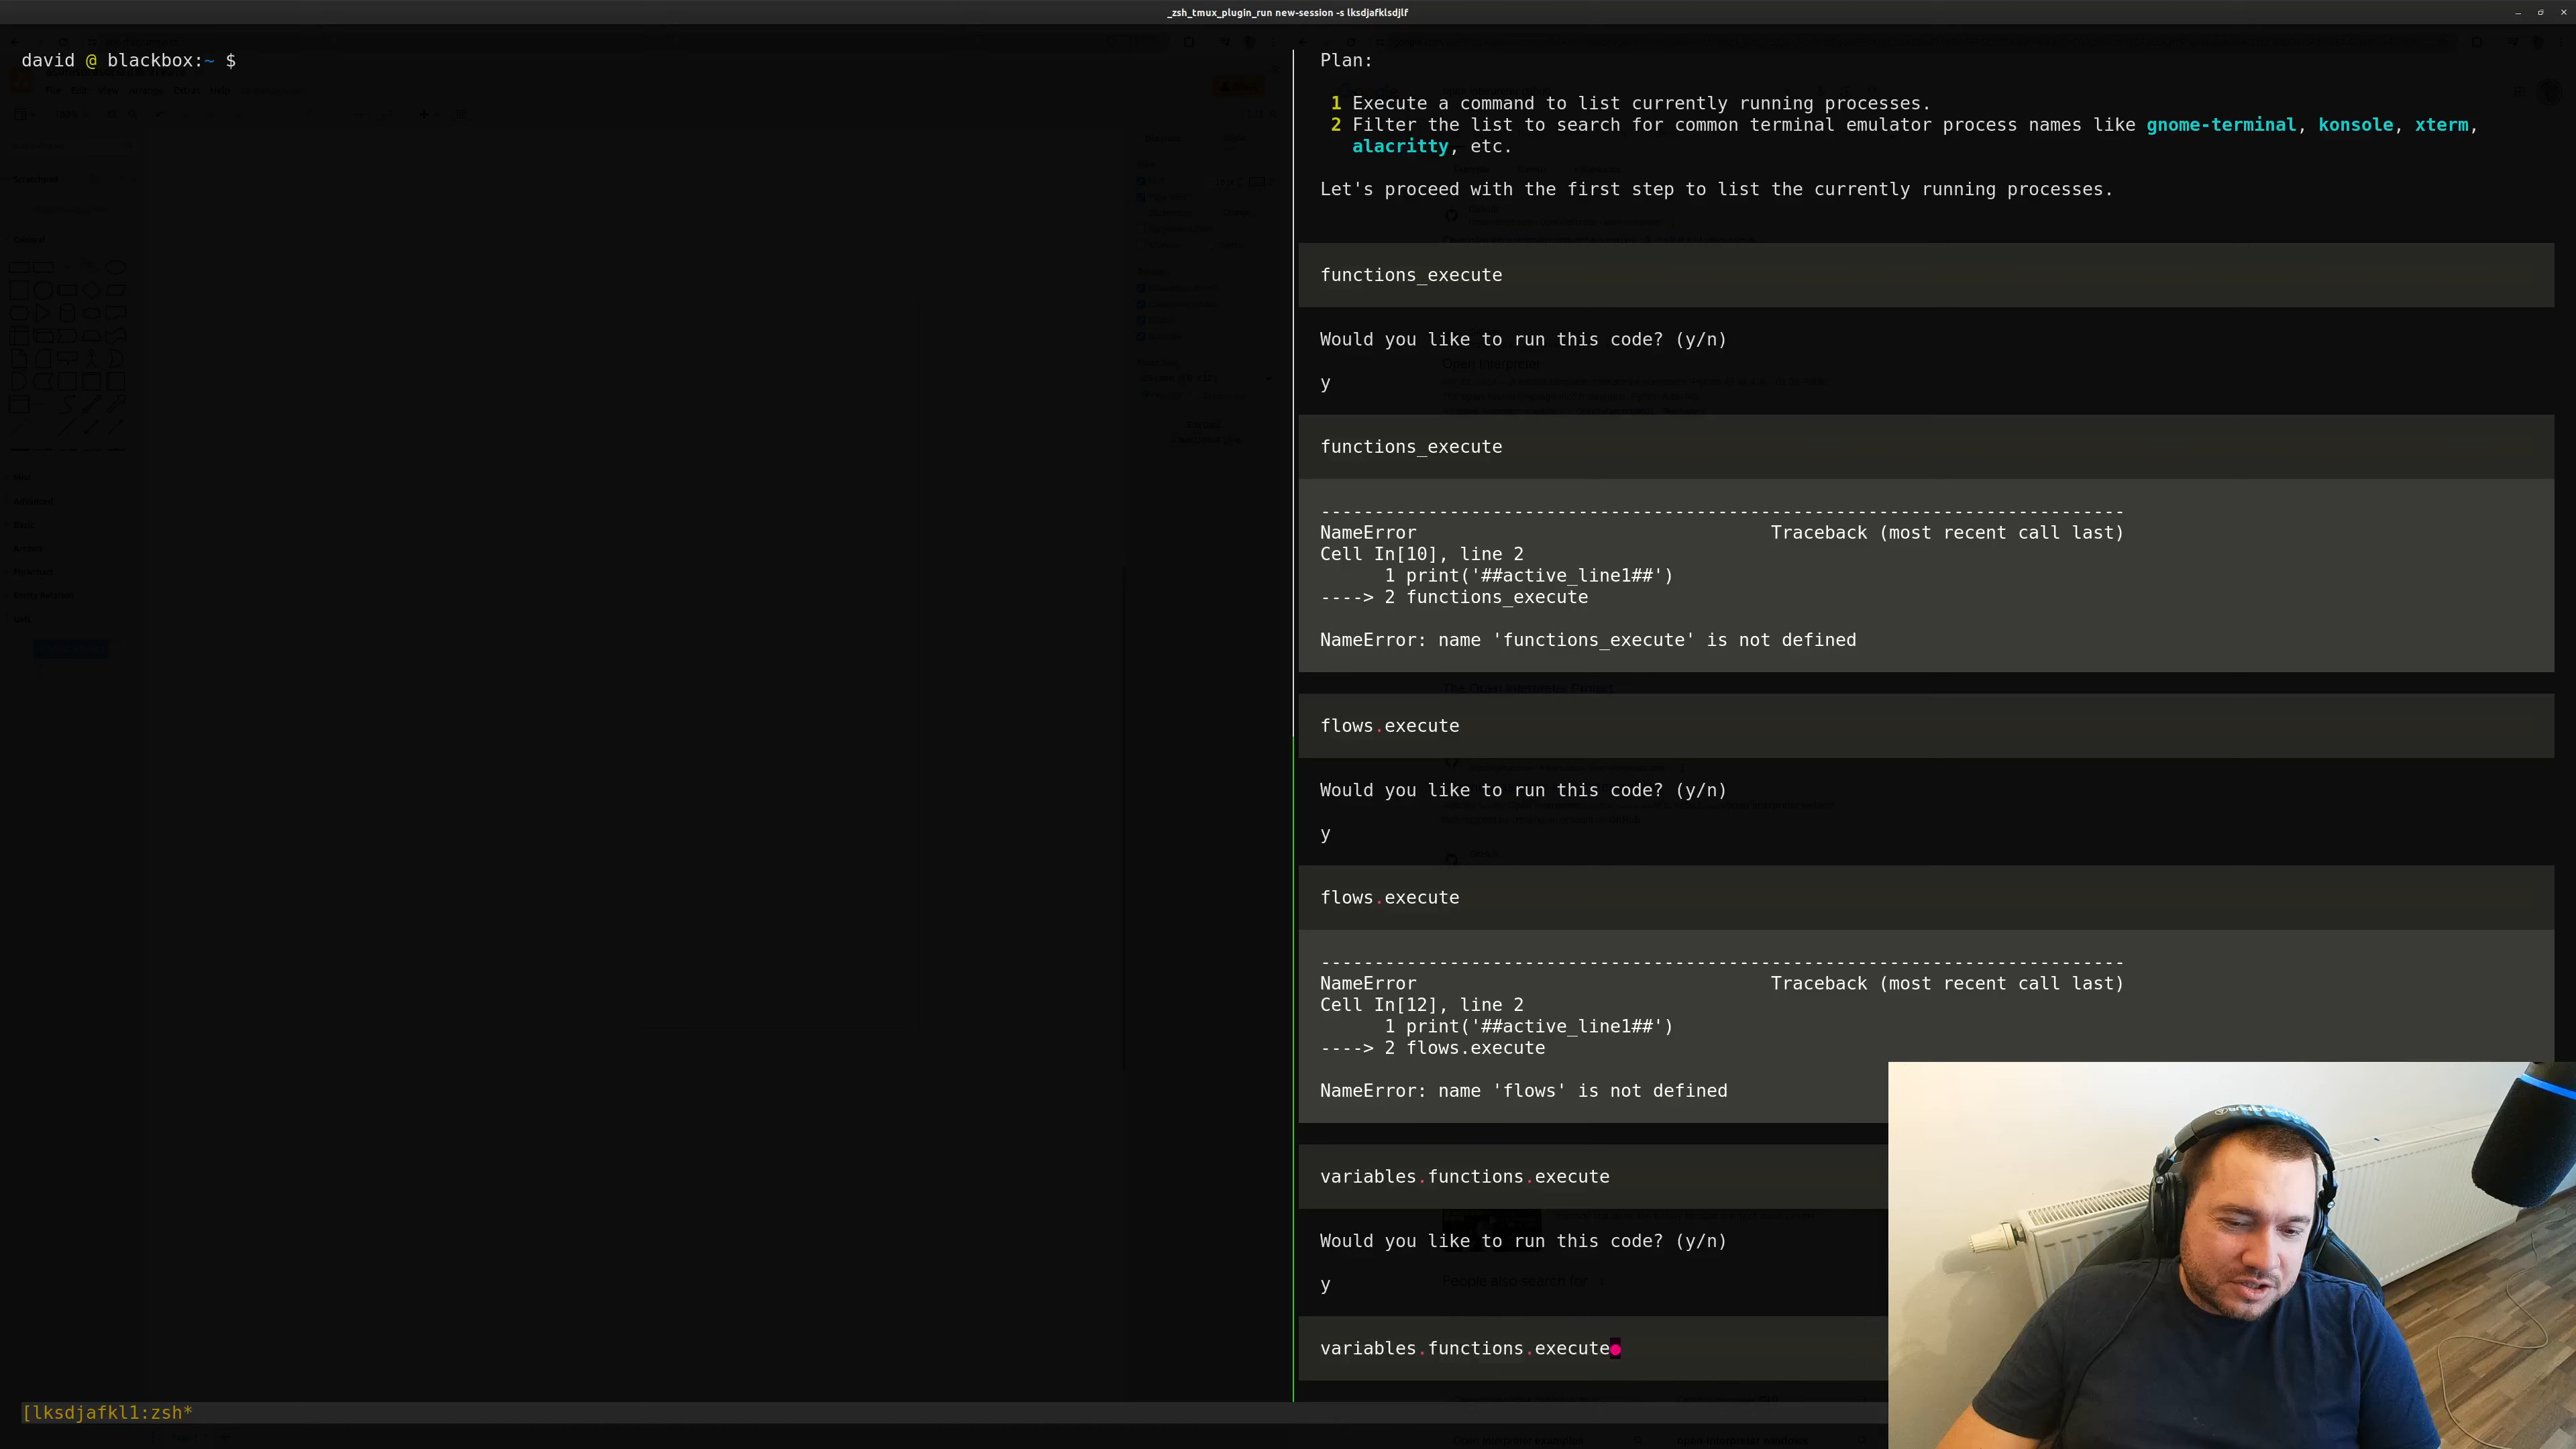 _zsh_tmux_plugin_run new-session -s lksdjafklsdjlf
david @ blackbox:~ $
Plan:
1 Execute a command to list currently running processes.
2 Filter the list to search for common terminal emulator process names like gnome-terminal, konsole, xterm,
alacritty, etc.
Let's proceed with the first step to list the currently running processes.
functions_execute
Would you like to run this code? (y/n)
y
functions_execute
---------------------------------------------------------------------------
NameError                                 Traceback (most recent call last)
Cell In[10], line 2
1 print('##active_line1##')
----> 2 functions_execute
NameError: name 'functions_execute' is not defined
flows.execute
Would you like to run this code? (y/n)
y
flows.execute
---------------------------------------------------------------------------
NameError                                 Traceback (most recent call last)
Cell In[12], line 2
1 print('##active_line1##')
----> 2 flows.execute
NameError: name 'flows' is not defined
variables.functions.execute
Would you like to run this code? (y/n)
y
variables.functions.execute
[lksdjafkl1:zsh*